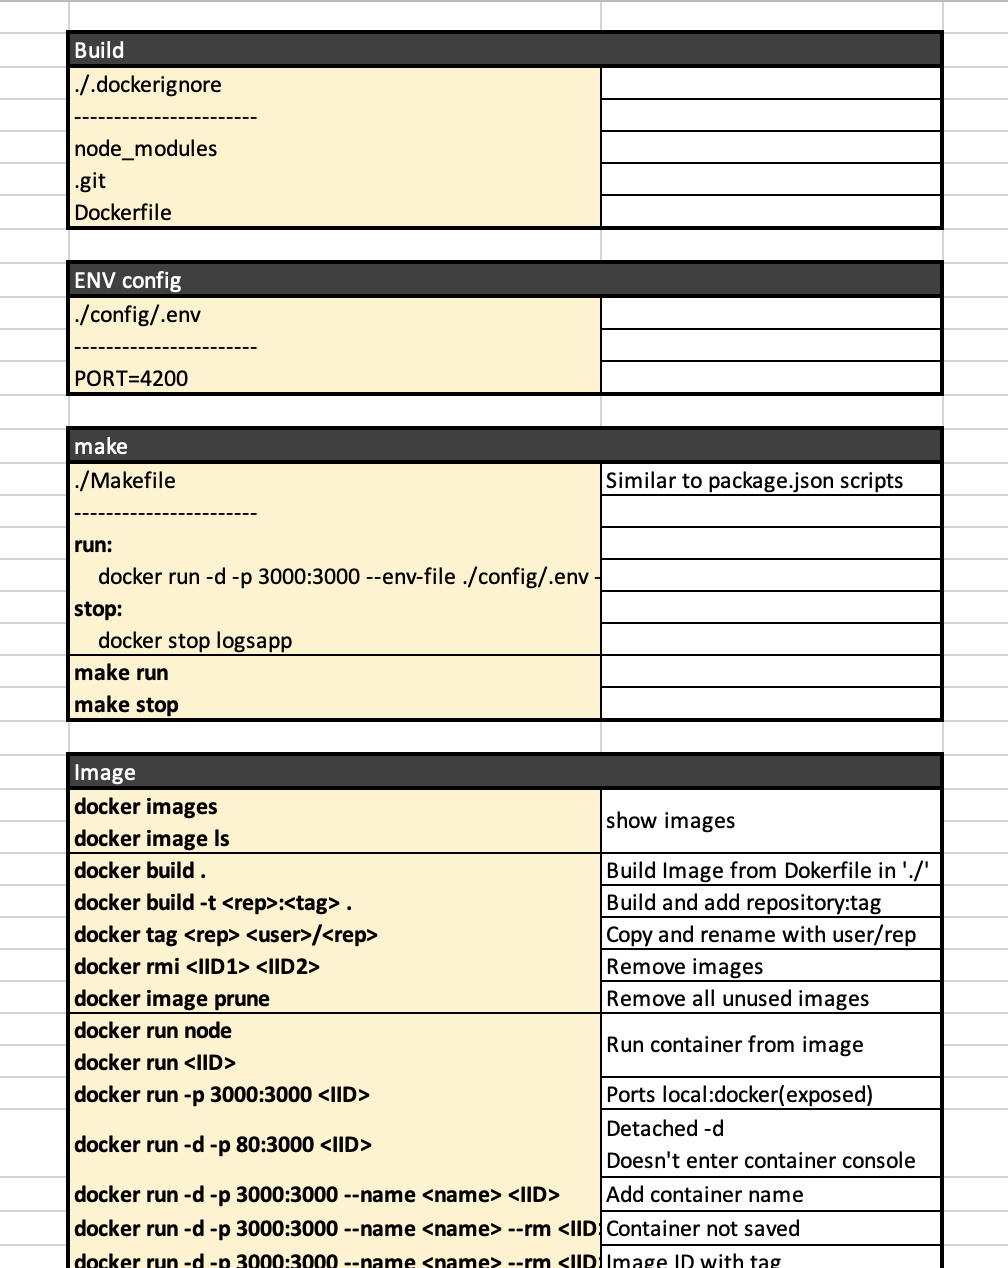 Build
./.dockerignore
-----------------------
node_modules
.git
Dockerfile
ENV config
./config/.env
-----------------------
PORT=4200
make
./Makefile
Similar to package.json scripts
-----------------------
run:
docker run -d -p 3000:3000 --env-file ./config/.env -
stop:
docker stop logsapp
make run
make stop
Image
docker images
docker image ls
show images
docker build .
Build Image from Dokerfile in './'
docker build -t <rep>:<tag> .
Build and add repository:tag
docker tag <rep> <user>/<rep>
Copy and rename with user/rep
docker rmi <IID1> <IID2>
Remove images
docker image prune
Remove all unused images
docker run node
docker run <IID>
Run container from image
docker run -p 3000:3000 <IID>
Ports local:docker(exposed)
docker run -d -p 80:3000 <IID>
Detached -d
Doesn't enter container console
docker run -d -p 3000:3000 --name <name> <IID>
Add container name
docker run -d -p 3000:3000 --name <name> --rm <IID
Container not saved
docker run -d -p 3000:3000 --name <name> --rm <IID
Image ID with tag